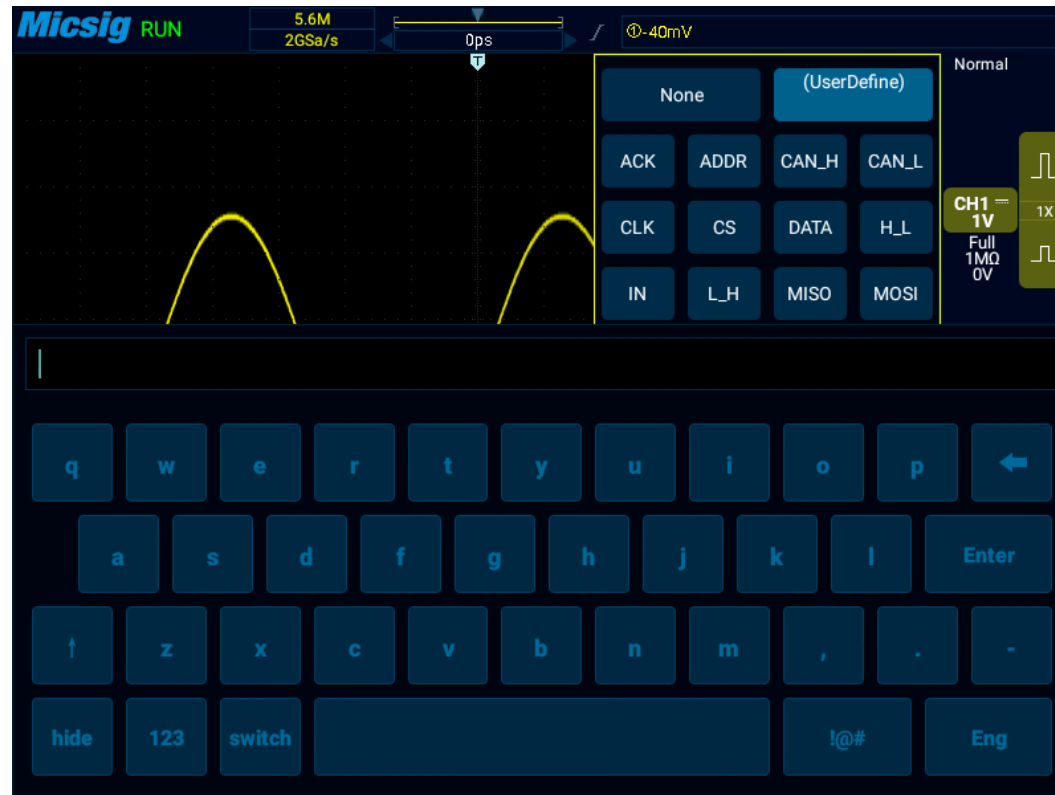 Micsig RUN 5.6M 2GSa/s 0ps ①-40mV
T
None (UserDefine) Normal
ACK ADDR CAN_H CAN_L
CLK CS DATA H_L
IN L_H MISO MOSI
CH1 1V 1X
Full
1MΩ
0V
q w e r t y u i o p
a s d f g h j k l Enter
z x c v b n m , . -
hide 123 switch !@# Eng